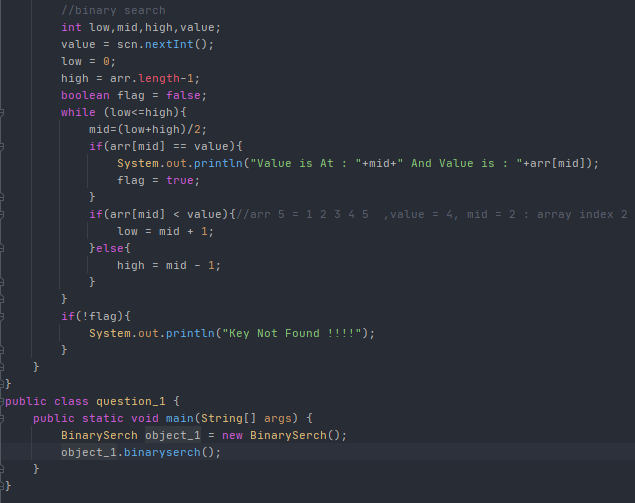 //binary search
int low,mid,high,value;
value = scn.nextInt();
low = 0;
high = arr.length-1;
boolean flag = false;
while (low<=high){
mid=(low+high)/2;
if(arr[mid] == value){
System.out.println("Value is At : "+mid+" And Value is : "+arr[mid]);
flag = true;
}
if(arr[mid] < value){//arr 5 = 1 2 3 4 5  ,value = 4, mid = 2 : array index 2
low = mid + 1;
}else{
high = mid - 1;
}
}
if(!flag){
System.out.println("Key Not Found !!!!");
}
}
}
public class question_1 {
public static void main(String[] args) {
BinarySerch object_1 = new BinarySerch();
object_1.binaryserch();
}
}